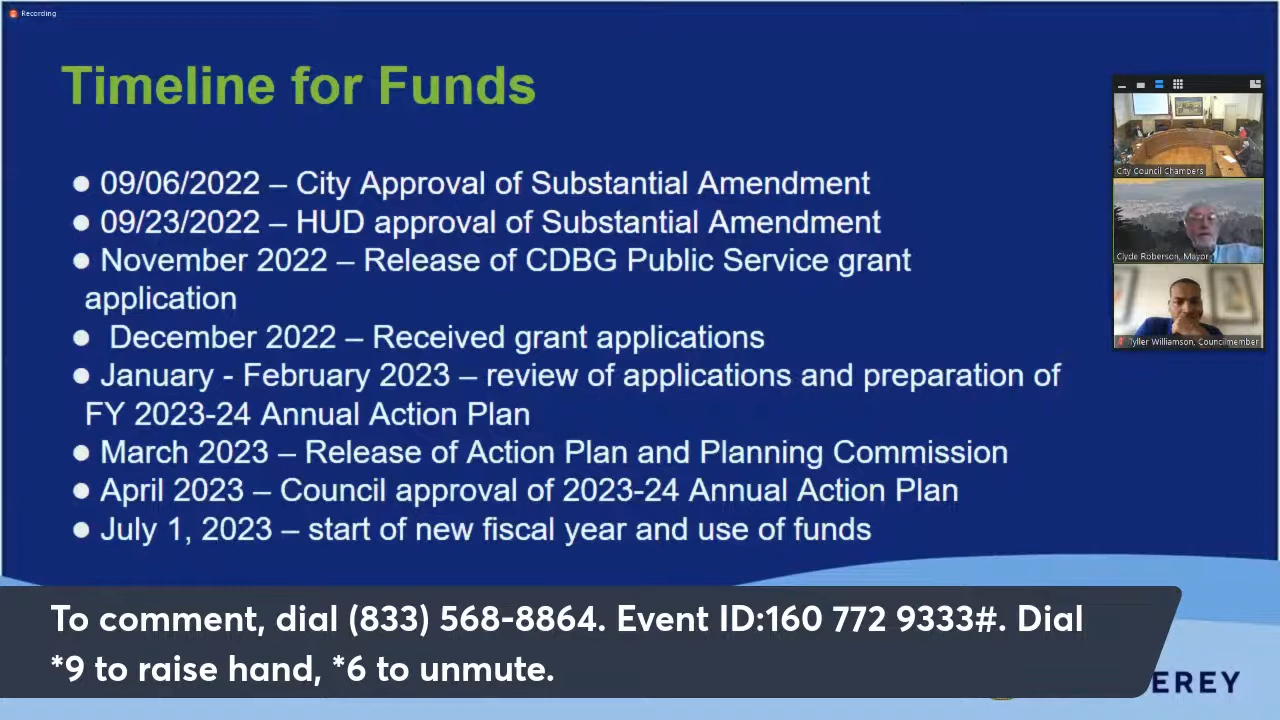 Recording
Timeline for Funds
● 09/06/2022 – City Approval of Substantial Amendment
● 09/23/2022 – HUD approval of Substantial Amendment
● November 2022 – Release of CDBG Public Service grant
application
● December 2022 – Received grant applications
● January - February 2023 – review of applications and preparation of
FY 2023-24 Annual Action Plan
● March 2023 – Release of Action Plan and Planning Commission
● April 2023 – Council approval of 2023-24 Annual Action Plan
● July 1, 2023 – start of new fiscal year and use of funds
City Council Chambers
Clyde Roberson, Mayor
Tyller Williamson, Councilmember
To comment, dial (833) 568-8864. Event ID:160 772 9333#. Dial
*9 to raise hand, *6 to unmute.
EREY